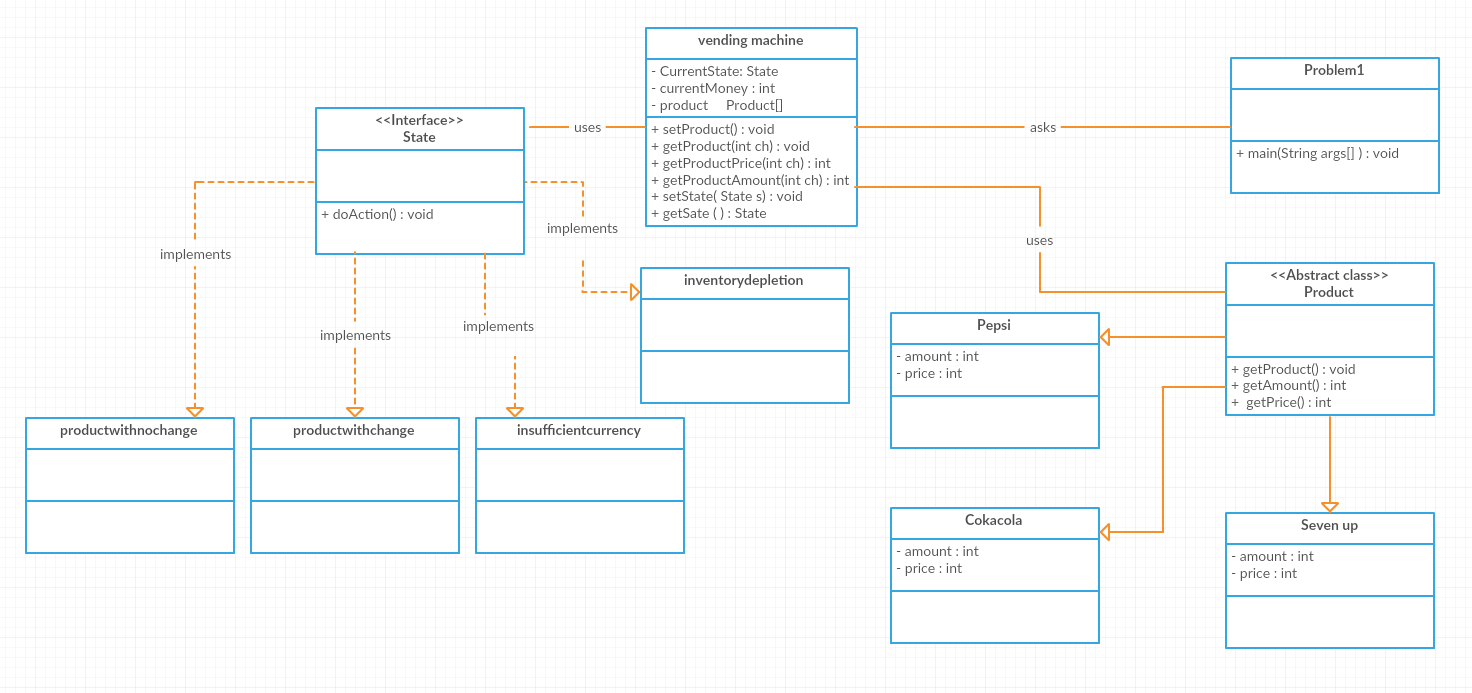 vending machine
- CurrentState: State
- currentMoney : int
- product Product[]
+ setProduct() : void
+ getProduct(int ch) : void
+ getProductPrice(int ch) : int
+ getProductAmount(int ch) : int
+ setState( State s) : void
+ getSate ( ) : State
Problem1
+ main(String args[] ) : void
<<Interface>>
State
+ doAction() : void
uses
asks
implements
implements
implements
implements
uses
inventorydepletion
<<Abstract class>>
Product
+ getProduct() : void
+ getAmount() : int
+ getPrice() : int
Pepsi
- amount : int
- price : int
productwithnochange
productwithchange
insufficientcurrency
Cokacola
- amount : int
- price : int
Seven up
- amount : int
- price : int